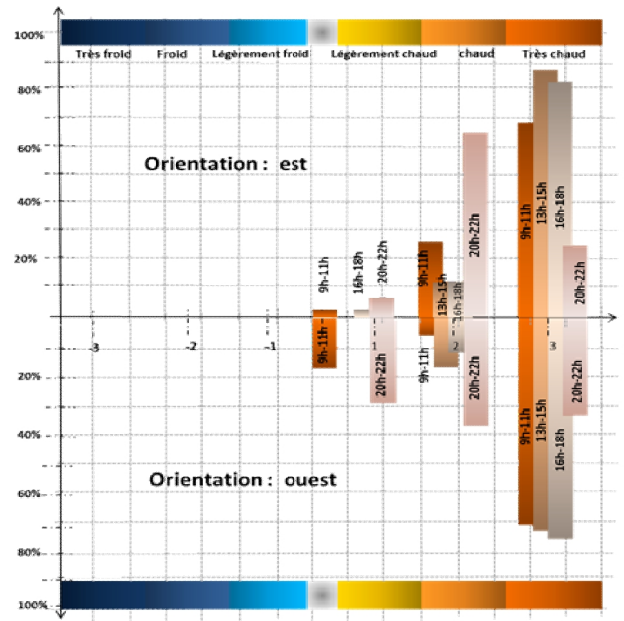 100%
Très froid Froid Légèrement froid Légèrement chaud chaud Très chaud
80%
60%
40%
20%
Orientation : est
9h-11h 16h-18h 20h-22h 9h-11h 13h-15h 16h-18h 20h-22h 9h-11h 13h-15h 16h-18h 20h-22h
-3 -2 -1 1 2 3
9h-11h 20h-22h 9h-11h 20h-22h 9h-11h 13h-15h 16h-18h 20h-22h
20%
40%
Orientation : ouest
60%
80%
100%